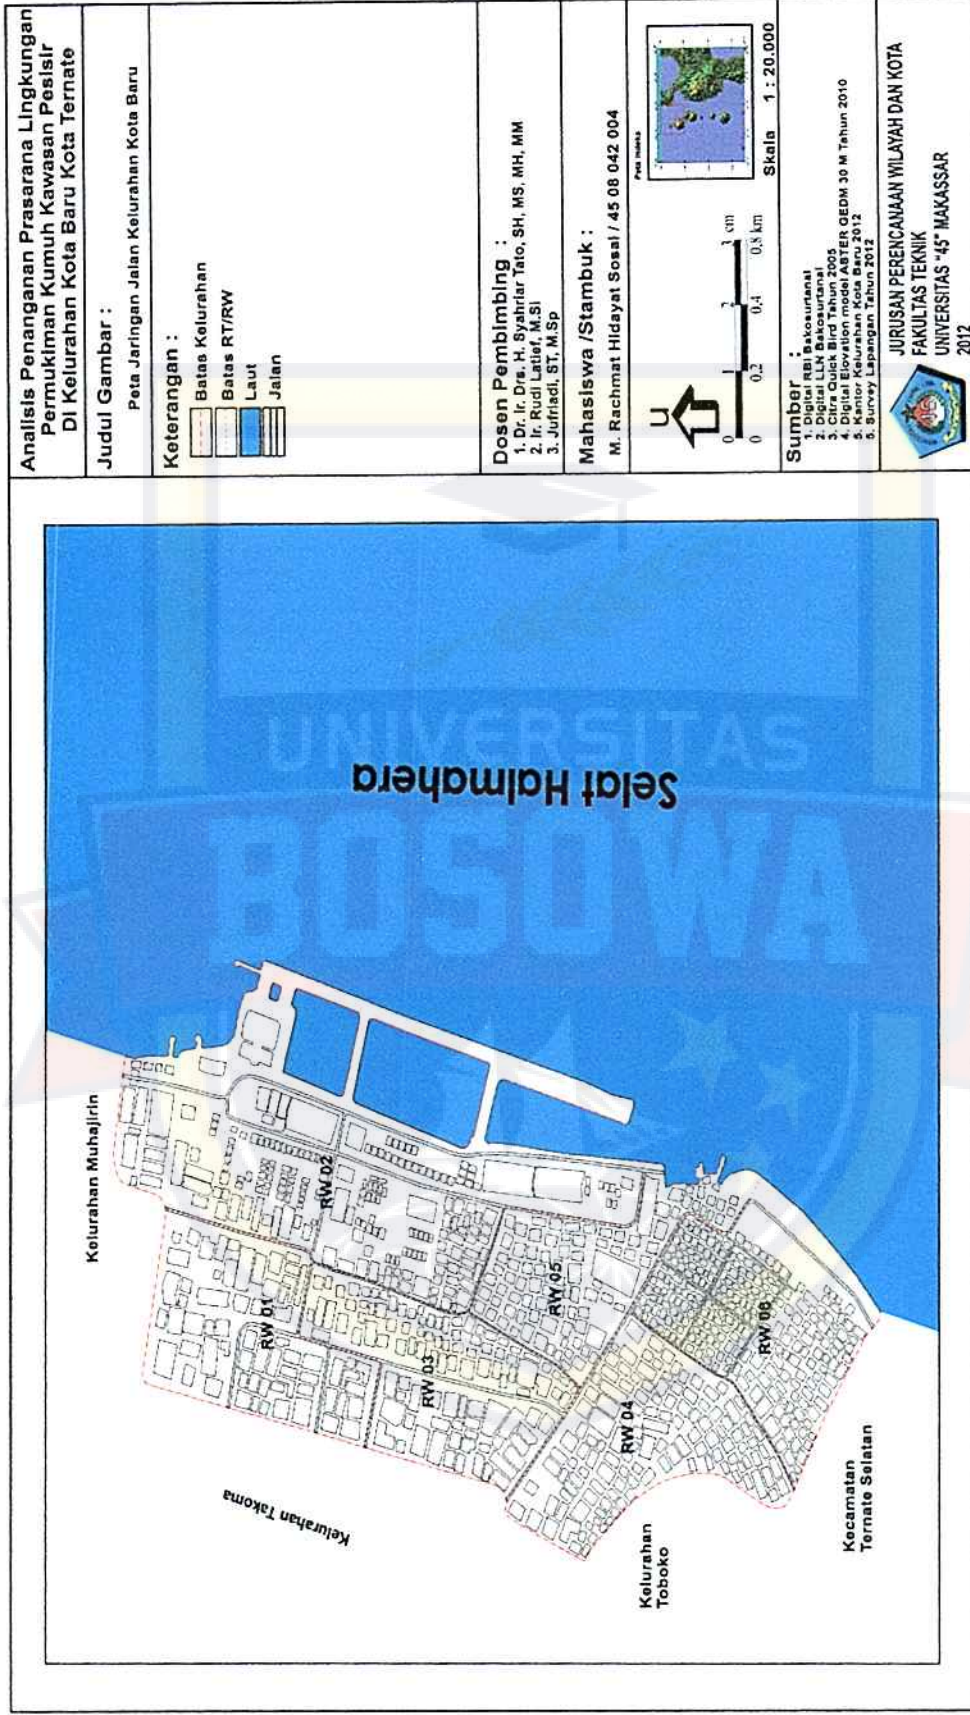 Analisis Penanganan Prasarana Lingkungan
Permukiman Kumuh Kawasan Pesisir
Di Kelurahan Kota Baru Kota Ternate
Judul Gambar :
Peta Jaringan Jalan Kelurahan Kota Baru
Keterangan :
Batas Kelurahan
Batas RT/RW
Laut
Jalan
Dosen Pembimbing :
1. Dr. Ir. Drs. H. Syahriar Tato, SH, MS, MH, MM
2. Ir. Rudi Latief, M.Si
3. Jufriadi, ST, M.Sp
Mahasiswa /Stambuk :
M. Rachmat Hidayat Sosal / 45 08 042 004
U
0 1 2 3 cm
0 0.2 0.4 0.8 km
Peta Indeks
Skala 1 : 20.000
Sumber :
1. Digital RBI Bakosurtanal
2. Digital LLN Bakosurtanal
3. Citra Quick Bird Tahun 2005
4. Digital Elevation model ASTER GEDM 30 M Tahun 2010
5. Kantor Kelurahan Kota Baru 2012
6. Survey Lapangan Tahun 2012
JURUSAN PERENCANAAN WILAYAH DAN KOTA
FAKULTAS TEKNIK
UNIVERSITAS "45" MAKASSAR
2012
Kelurahan Muhajirin
Kelurahan Takoma
Kelurahan
Toboko
Kecamatan
Ternate Selatan
Selat Halmahera
RW 01
RW 02
RW 03
RW 04
RW 05
RW 06
UNIVERSITAS
BOSOWA